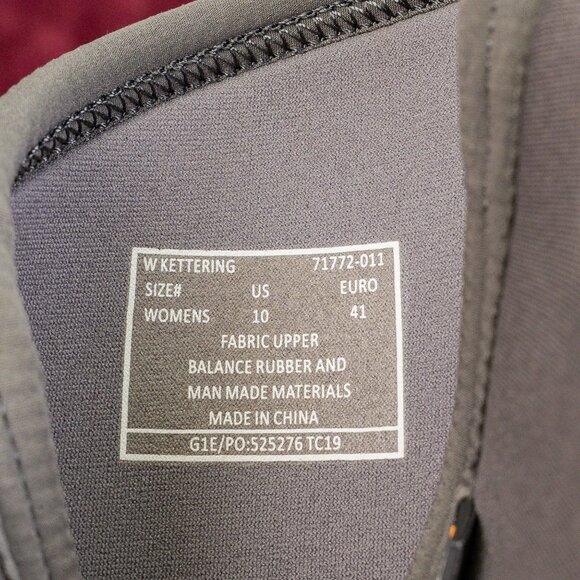 W KETTERING 71772-011
SIZE# US EURO
WOMENS 10 41
FABRIC UPPER
BALANCE RUBBER AND
MAN MADE MATERIALS
MADE IN CHINA
G1E/PO:525276 TC19